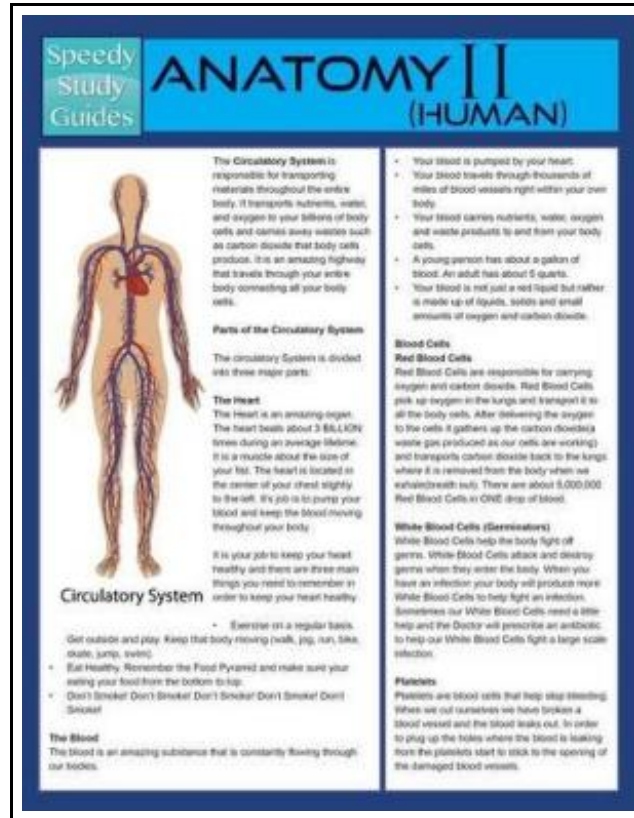 Speedy
Study
Guides
ANATOMY II
(HUMAN)
The Circulatory System is
responsible for transporting
materials throughout the entire
body. It transports nutrients, water,
and oxygen to your billions of body
cells and carries away wastes such
as carbon dioxide that body cells
produce. It is an amazing highway
that travels through your entire
body connecting all your body
cells.
Parts of the Circulatory System
The circulatory System is divided
into three major parts:
The Heart
The Heart is an amazing organ.
The heart beats about 3 BILLION
times during an average lifetime.
It is a muscle about the size of
your fist. The heart is located in
the center of your chest slightly
to the left. It's job is to pump your
blood and keep the blood moving
throughout your body.
It is your job to keep your heart
healthy and there are three main
things you need to remember in
order to keep your heart healthy.
Circulatory System
• Exercise on a regular basis.
Get outside and play. Keep that body moving (walk, jog, run, bike,
skate, jump, swim).
• Eat Healthy. Remember the Food Pyramid and make sure your
eating your food from the bottom to top.
• Don't Smoke! Don't Smoke! Don't Smoke! Don't Smoke! Don't
Smoke!
The Blood
The blood is an amazing substance that is constantly flowing through
our bodies.
• Your blood is pumped by your heart.
• Your blood travels through thousands of
miles of blood vessels right within your own
body.
• Your blood carries nutrients, water, oxygen
and waste products to and from your body
cells.
• A young person has about a gallon of
blood. An adult has about 5 quarts.
• Your blood is not just a red liquid but rather
is made up of liquids, solids and small
amounts of oxygen and carbon dioxide.
Blood Cells
Red Blood Cells
Red Blood Cells are responsible for carrying
oxygen and carbon dioxide. Red Blood Cells
pick up oxygen in the lungs and transport it to
all the body cells. After delivering the oxygen
to the cells it gathers up the carbon dioxide(a
waste gas produced as our cells are working)
and transports carbon dioxide back to the lungs
where it is removed from the body when we
exhale(breath out). There are about 5,000,000
Red Blood Cells in ONE drop of blood.
White Blood Cells (Germinators)
White Blood Cells help the body fight off
germs. White Blood Cells attack and destroy
germs when they enter the body. When you
have an infection your body will produce more
White Blood Cells to help fight an infection.
Sometimes our White Blood Cells need a little
help and the Doctor will prescribe an antibiotic
to help our White Blood Cells fight a large scale
infection.
Platelets
Platelets are blood cells that help stop bleeding.
When we cut ourselves we have broken a
blood vessel and the blood leaks out. In order
to plug up the holes where the blood is leaking
from the platelets start to stick to the opening of
the damaged blood vessels.